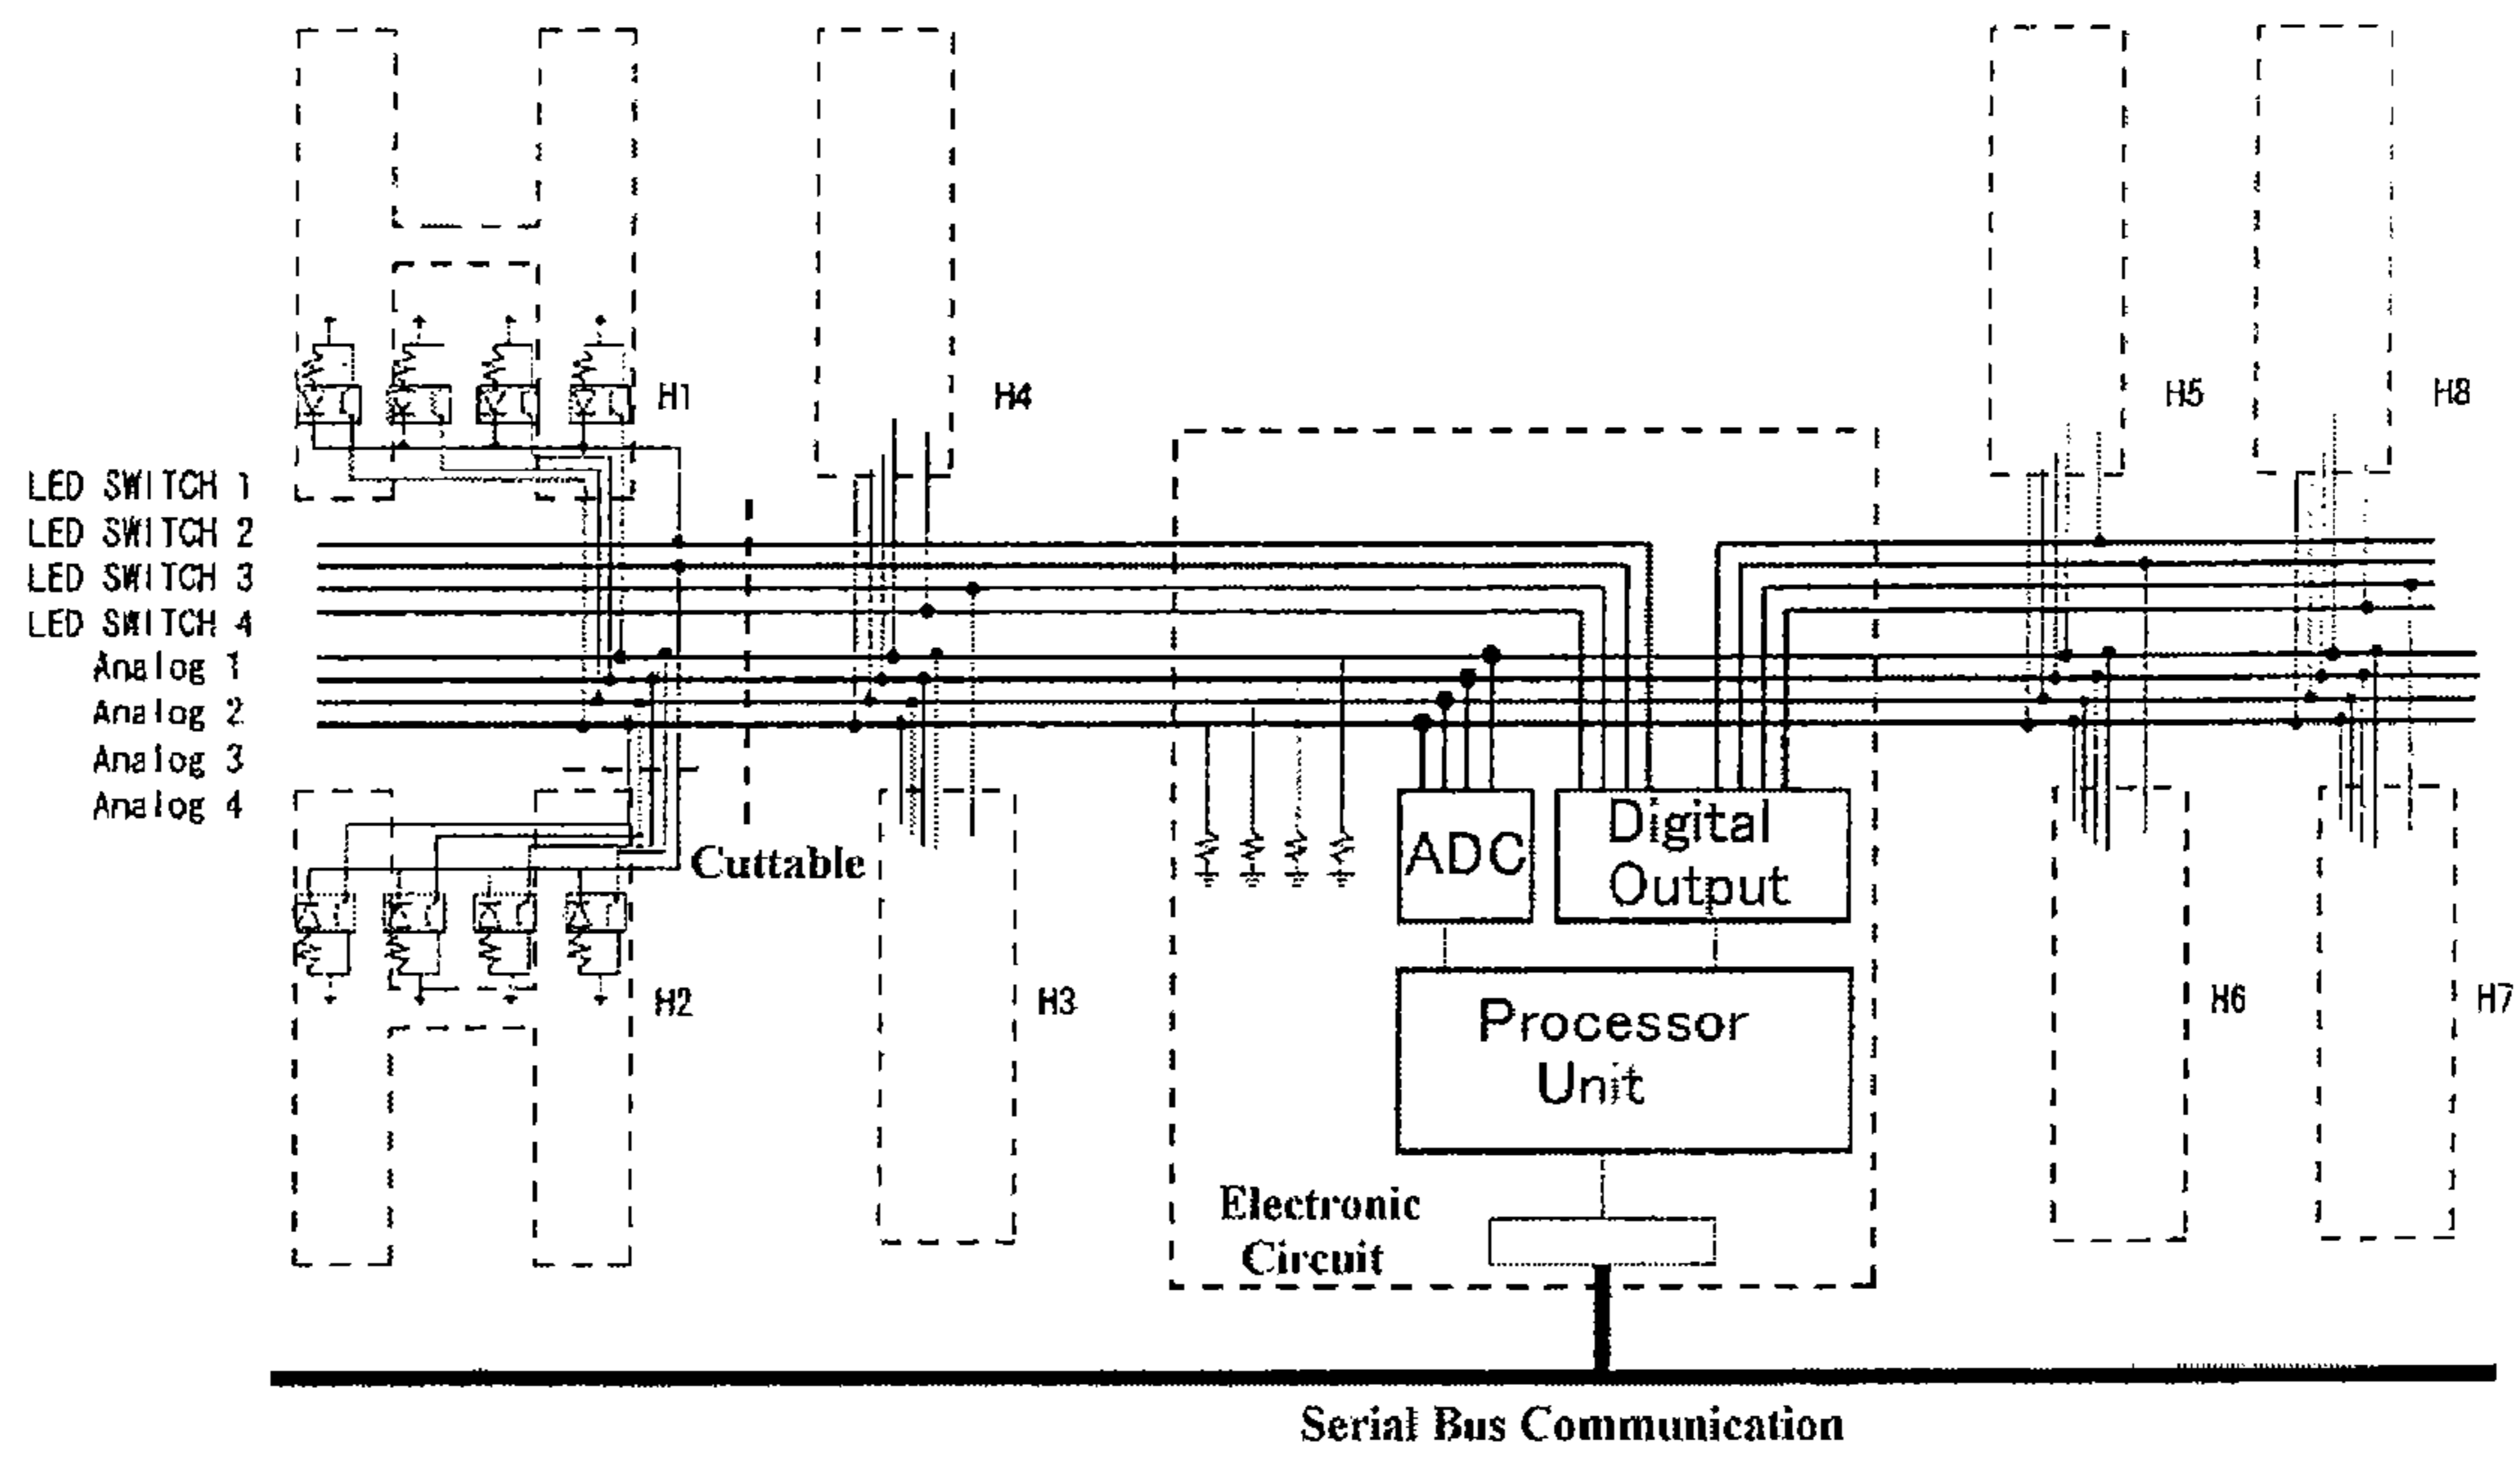 H1
H4
H5
H8
LED SWITCH 1
LED SWITCH 2
LED SWITCH 3
LED SWITCH 4
Analog 1
Analog 2
Analog 3
Analog 4
Cuttable
ADC
Digital
Output
H2
H3
Processor
Unit
H6
H7
Electronic
Circuit
Serial Bus Communication